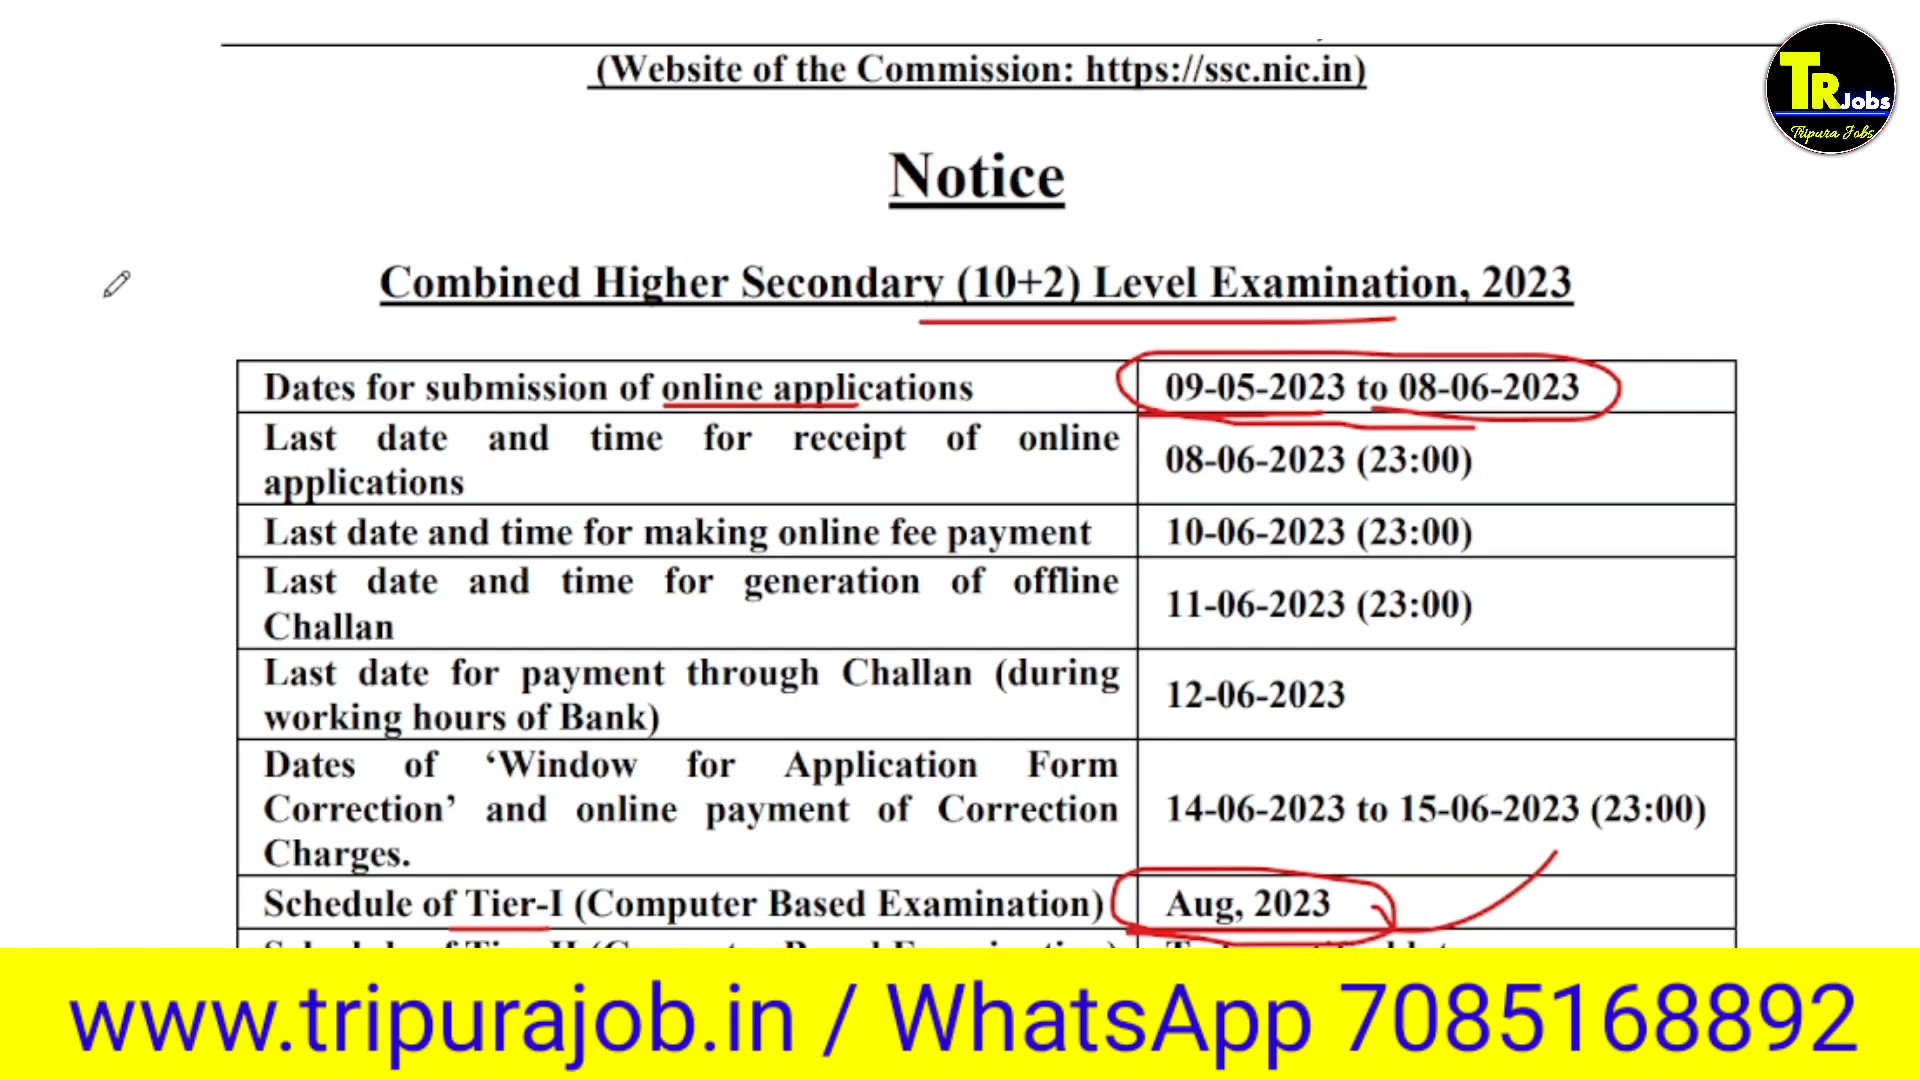 (Website of the Commission: https://ssc.nic.in)
TRJobs
Tripura Jobs
Notice
Combined Higher Secondary (10+2) Level Examination, 2023
Dates for submission of online applications 09-05-2023 to 08-06-2023
Last date and time for receipt of online
applications
08-06-2023 (23:00)
Last date and time for making online fee payment 10-06-2023 (23:00)
Last date and time for generation of offline
Challan
11-06-2023 (23:00)
Last date for payment through Challan (during
working hours of Bank)
12-06-2023
Dates of ‘Window for Application Form
Correction’ and online payment of Correction
Charges.
14-06-2023 to 15-06-2023 (23:00)
Schedule of Tier-I (Computer Based Examination) Aug, 2023
www.tripurajob.in / WhatsApp 7085168892